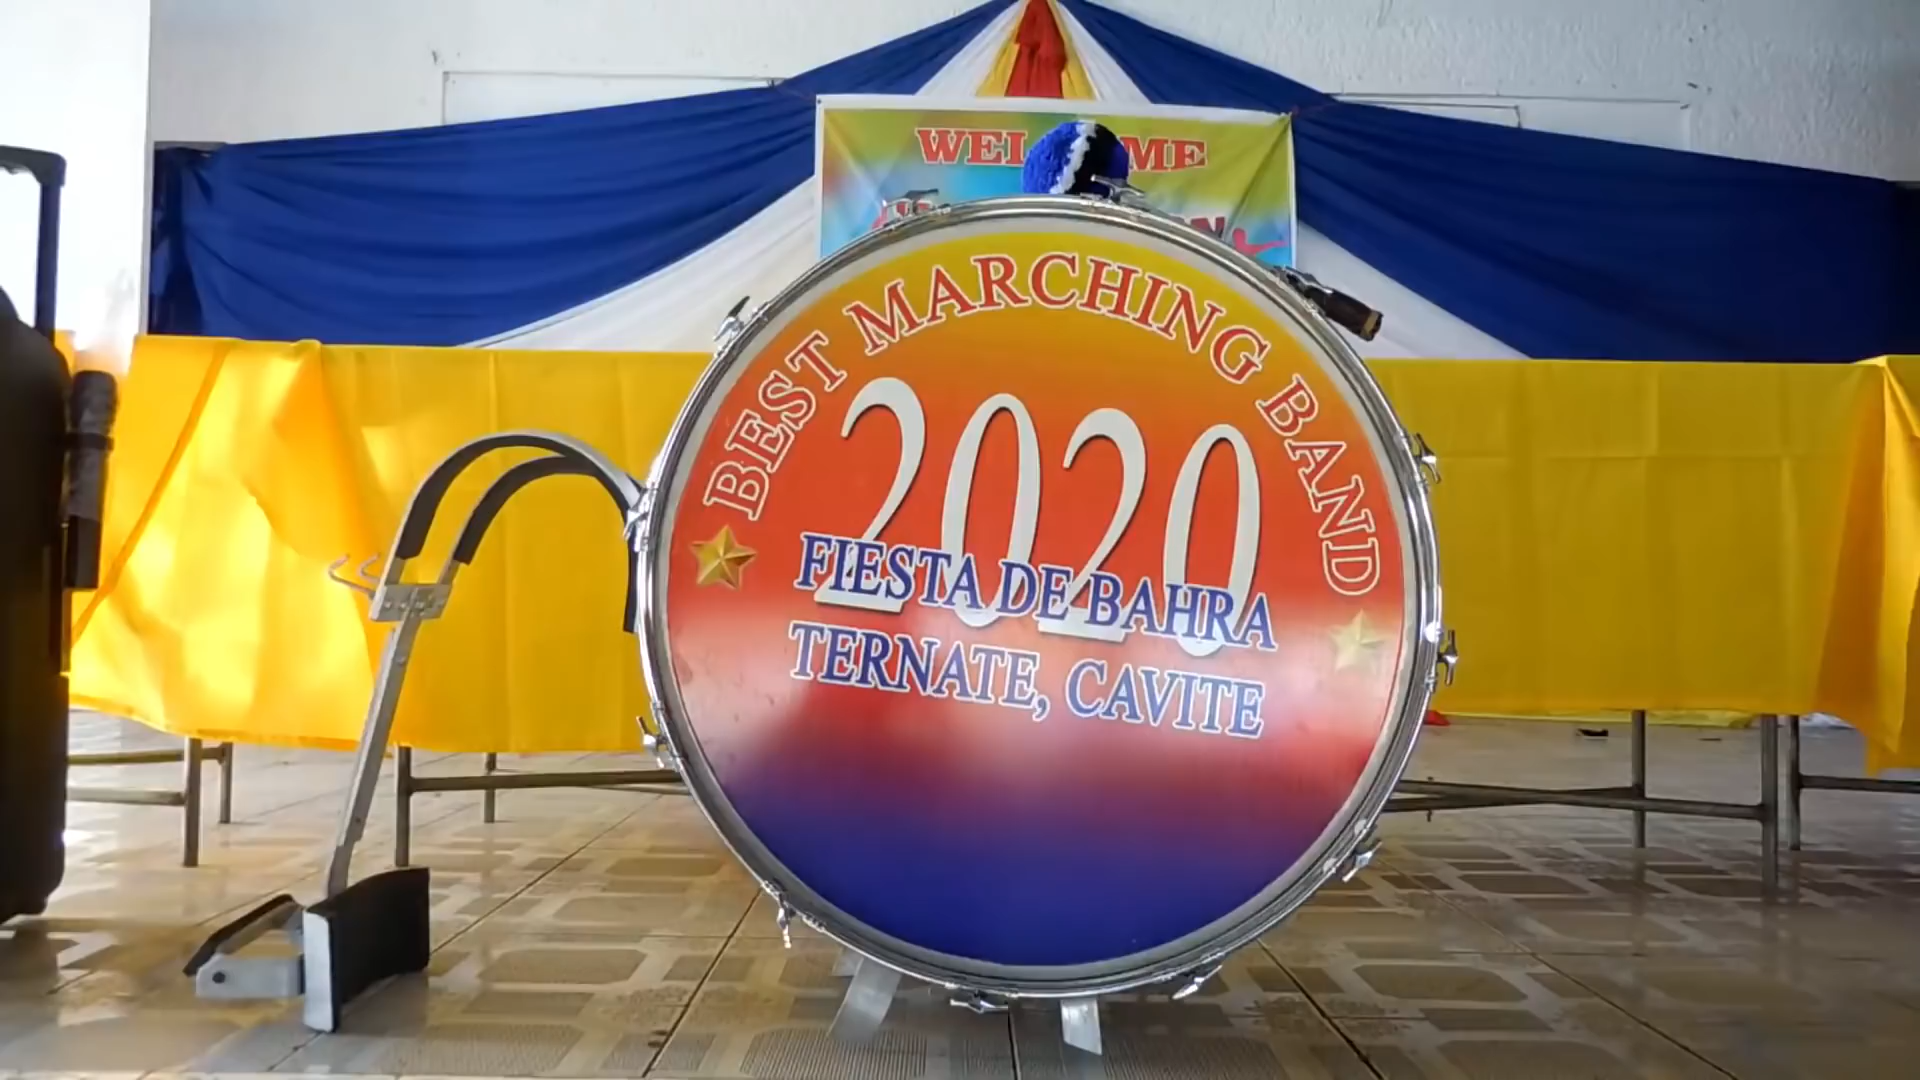 WEL ME
BEST MARCHING BAND
2020
FIESTA DE BAHRA
TERNATE, CAVITE